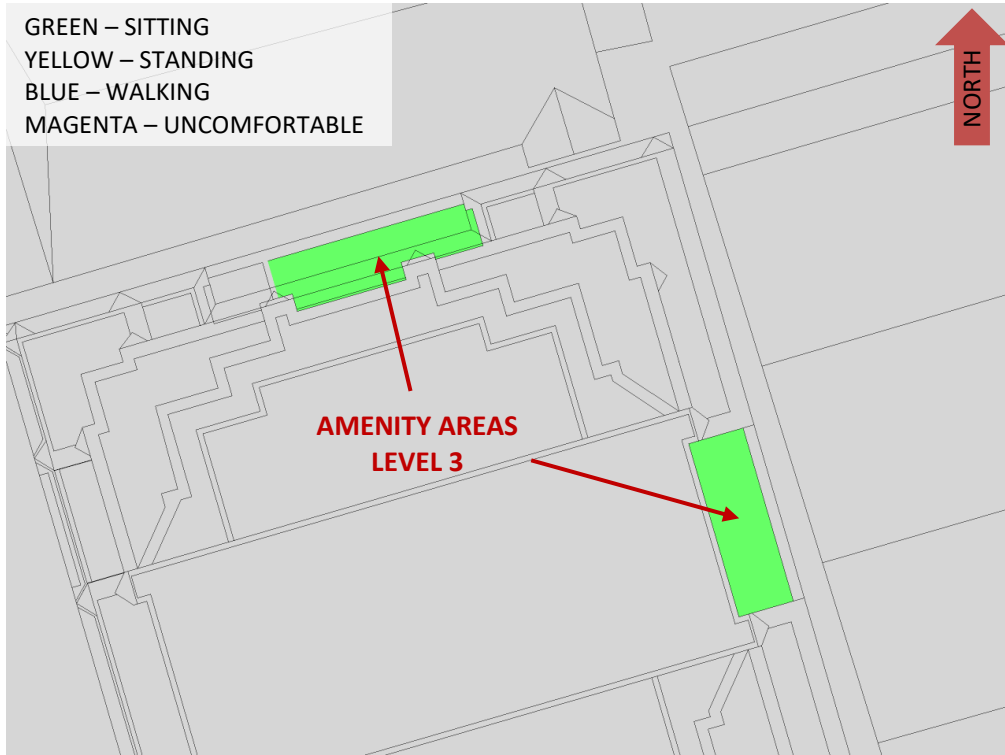 GREEN – SITTING
YELLOW – STANDING
BLUE – WALKING
MAGENTA – UNCOMFORTABLE
NORTH
AMENITY AREAS
LEVEL 3